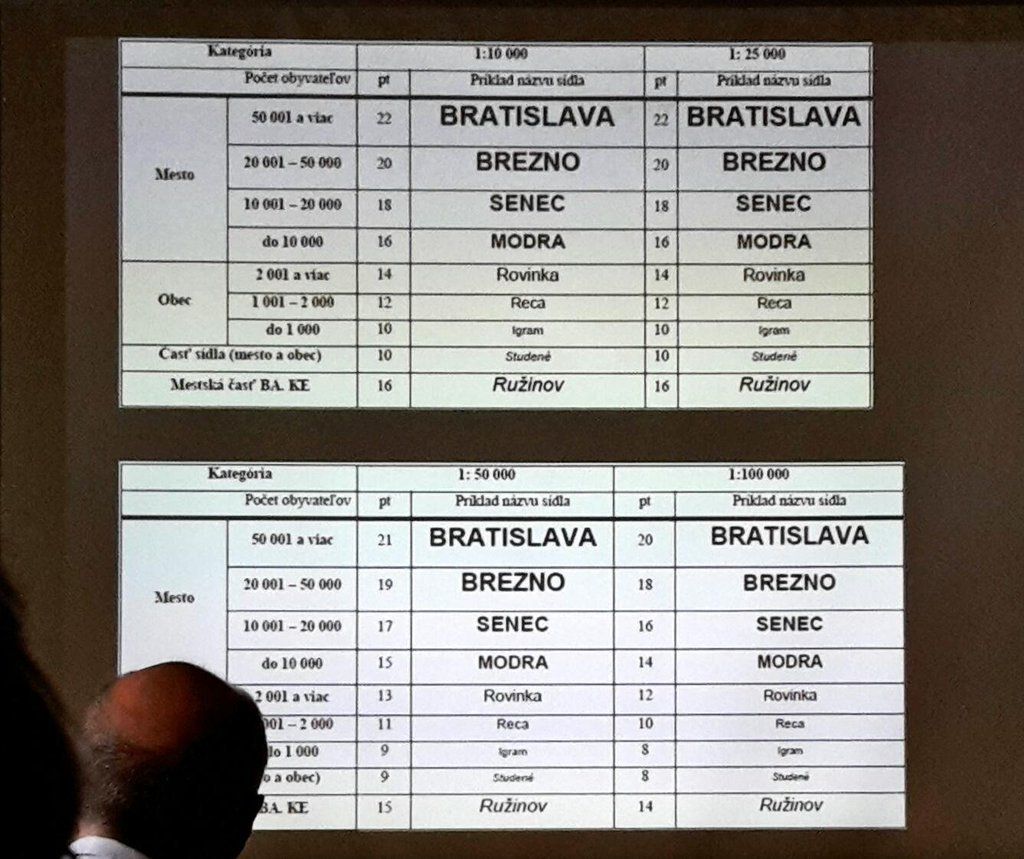 Kategória 1:10 000 1: 25 000
Počet obyvateľov pt Príklad názvu sídla pt Príklad názvu sídla
Mesto
50 001 a viac 22 BRATISLAVA 22 BRATISLAVA
20 001 – 50 000 20 BREZNO 20 BREZNO
10 001 – 20 000 18 SENEC 18 SENEC
do 10 000 16 MODRA 16 MODRA
Obec
2 001 a viac 14 Rovinka 14 Rovinka
1 001 – 2 000 12 Reca 12 Reca
do 1 000 10 Igram 10 Igram
Časť sídla (mesto a obec) 10 Studené 10 Studené
Mestská časť BA. KE 16 Ružinov 16 Ružinov
Kategória 1: 50 000 1:100 000
Počet obyvateľov pt Príklad názvu sídla pt Príklad názvu sídla
Mesto
50 001 a viac 21 BRATISLAVA 20 BRATISLAVA
20 001 – 50 000 19 BREZNO 18 BREZNO
10 001 – 20 000 17 SENEC 16 SENEC
do 10 000 15 MODRA 14 MODRA
2 001 a viac 13 Rovinka 12 Rovinka
001 – 2 000 11 Reca 10 Reca
do 1 000 9 Igram 8 Igram
a obec) 9 Studené 8 Studené
BA. KE 15 Ružinov 14 Ružinov